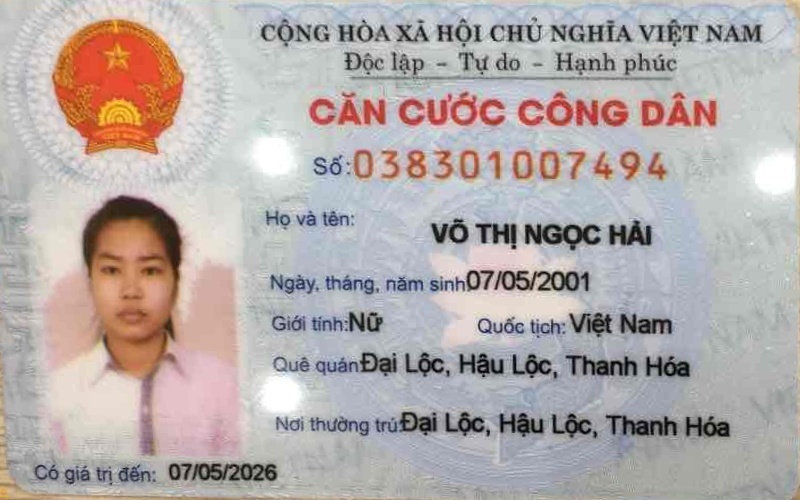 CỘNG HÒA XÃ HỘI CHỦ NGHĨA VIỆT NAM
Độc lập - Tự do - Hạnh phúc
CĂN CƯỚC CÔNG DÂN
Số: 038301007494
Họ và tên: VÕ THỊ NGỌC HẢI
Ngày, tháng, năm sinh 07/05/2001
Giới tính: Nữ Quốc tịch: Việt Nam
Quê quán: Đại Lộc, Hậu Lộc, Thanh Hóa
Nơi thường trú: Đại Lộc, Hậu Lộc, Thanh Hóa
Có giá trị đến: 07/05/2026